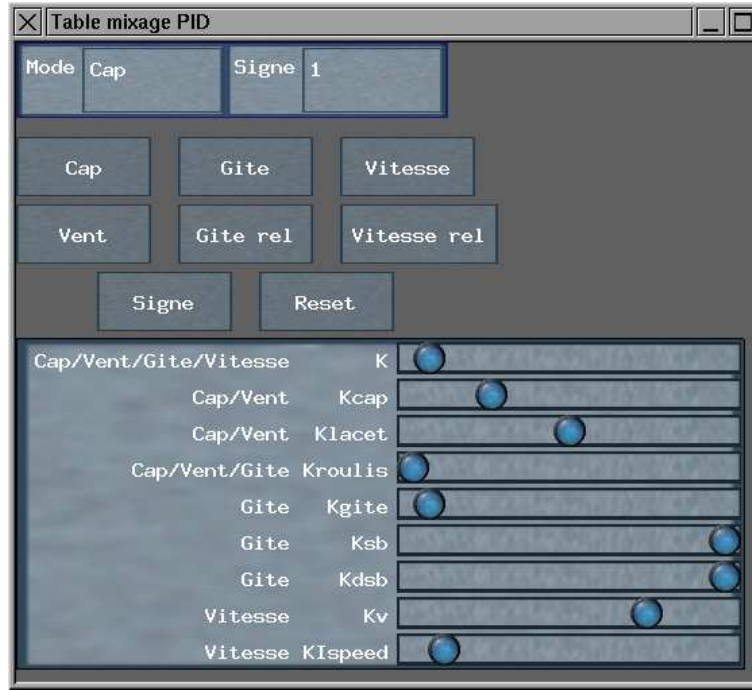 Table mixage PID
Mode Cap Signe 1
Cap Gite Vitesse
Vent Gite rel Vitesse rel
Signe Reset
Cap/Vent/Gite/Vitesse K
Cap/Vent Kcap
Cap/Vent Klacet
Cap/Vent/Gite Kroulis
Gite Kgite
Gite Ksb
Gite Kdsb
Vitesse Kv
Vitesse KIspeed